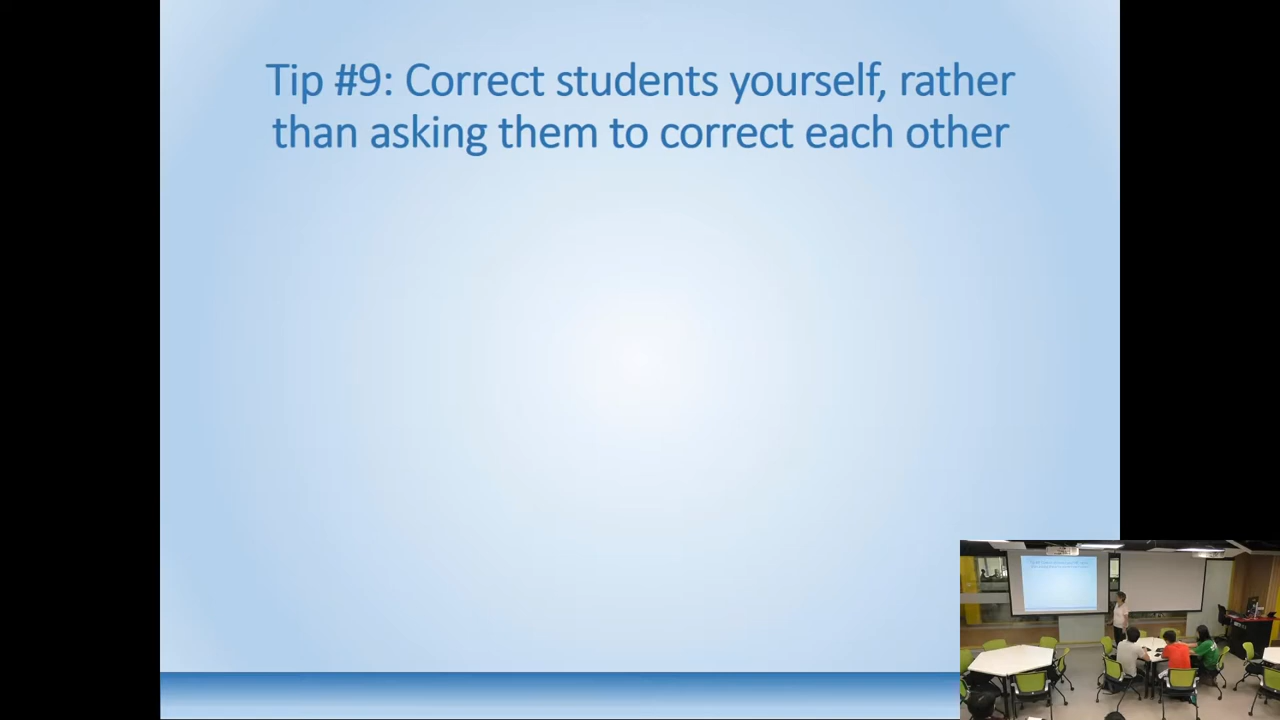 Tip #9: Correct students yourself, rather
than asking them to correct each other